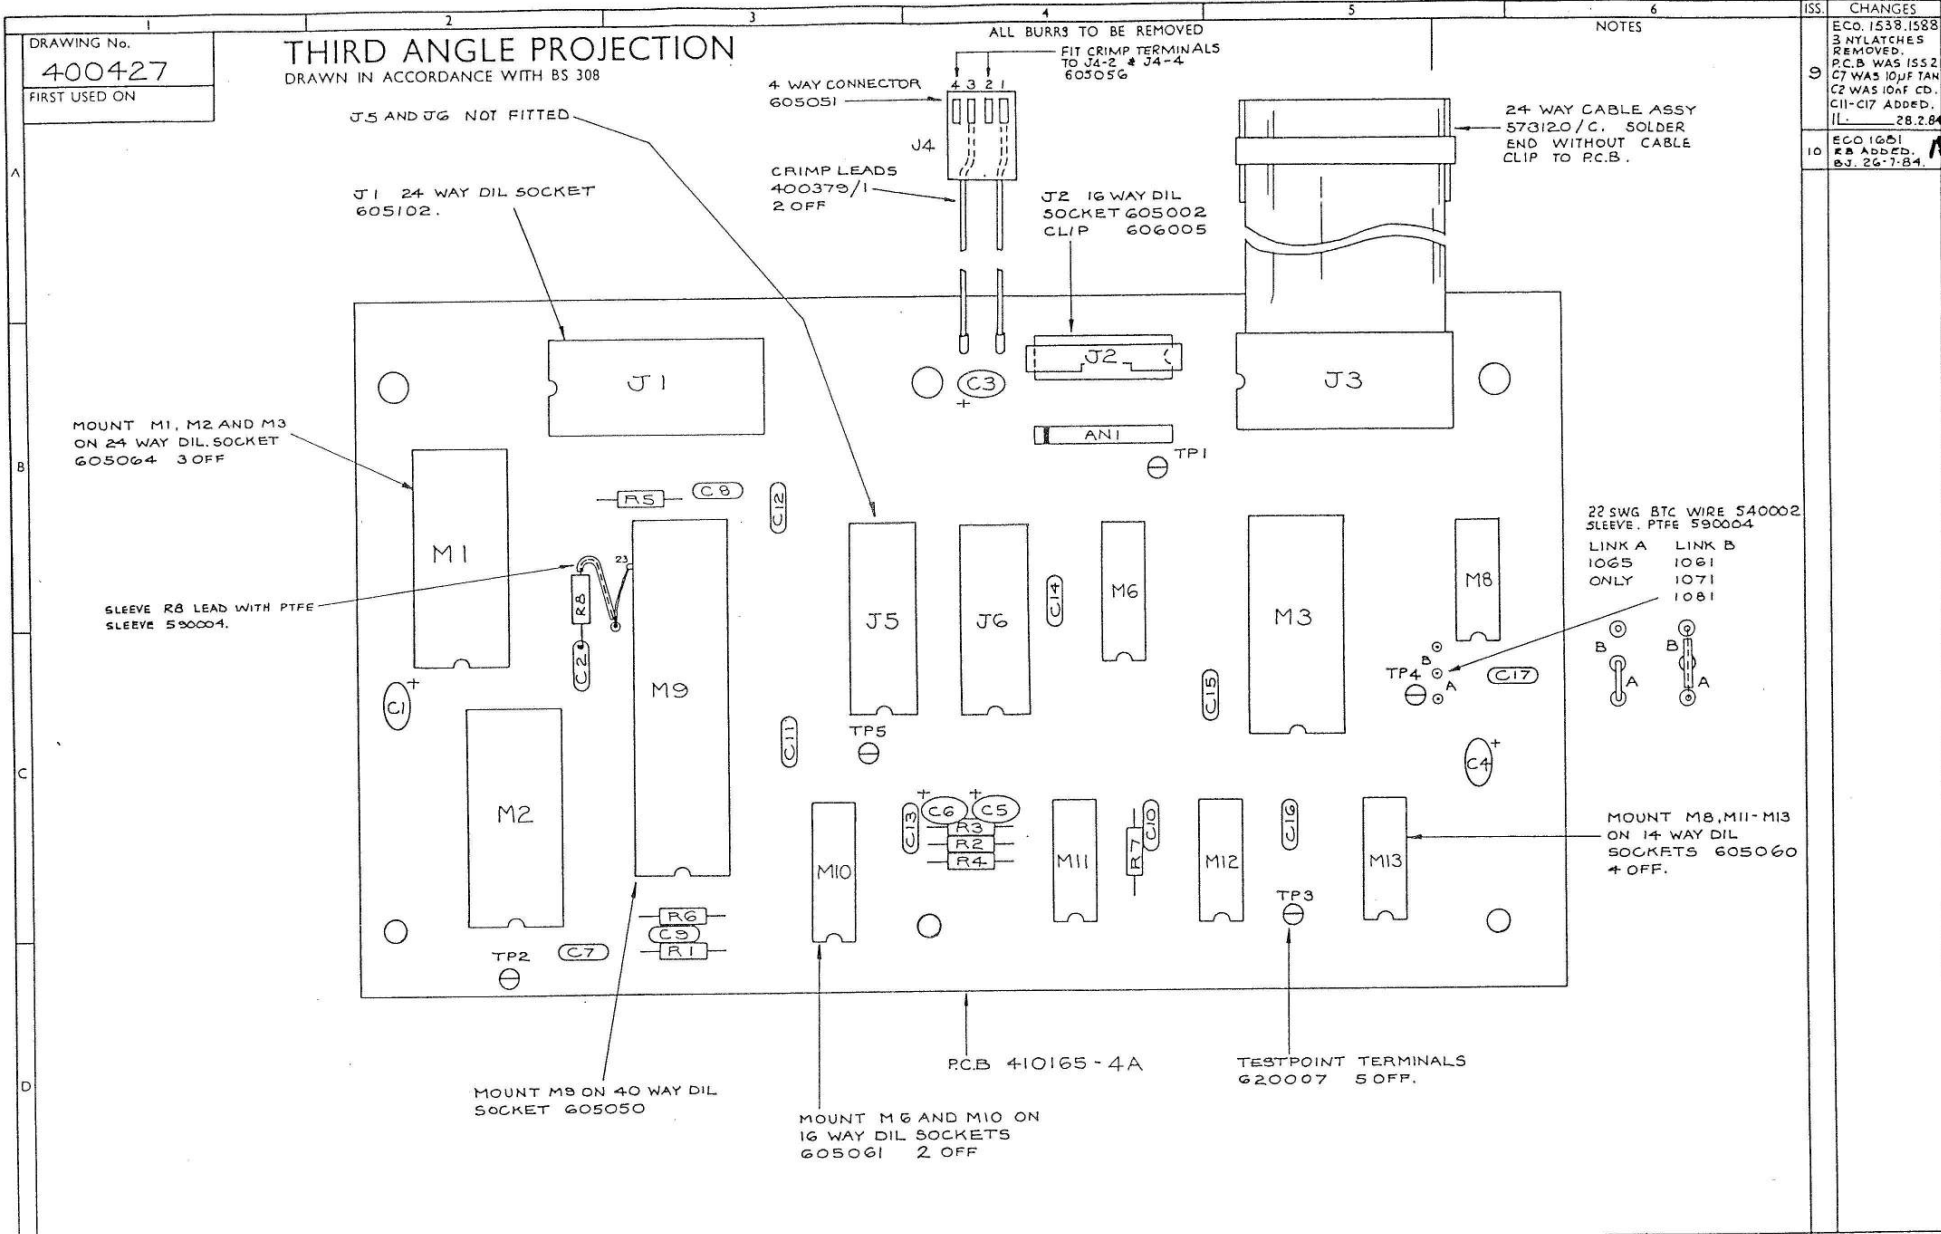 1 2 3 4 5 6
ISS. CHANGES
DRAWING No.
400427
FIRST USED ON
THIRD ANGLE PROJECTION
DRAWN IN ACCORDANCE WITH BS 308
ALL BURRS TO BE REMOVED
NOTES
9
ECO. 1538.1588
3 NYLATCHES
REMOVED.
P.C.B WAS ISS 2
C7 WAS 10µF TAN
C2 WAS 10nF CD.
C11-C17 ADDED.
28.2.84
10
ECO 1681
R8 ADDED.
BJ. 26-7-84.
A
B
C
D
FIT CRIMP TERMINALS
TO J4-2 & J4-4
605056
4 WAY CONNECTOR
605051
4 3 2 1
J4
J5 AND J6 NOT FITTED
24 WAY CABLE ASSY
573120/C. SOLDER
END WITHOUT CABLE
CLIP TO P.C.B.
J1 24 WAY DIL SOCKET
605102.
CRIMP LEADS
400379/1
2 OFF
J2 16 WAY DIL
SOCKET 605002
CLIP 606005
J1
C3
+
J2
J3
AN1
TP1
MOUNT M1, M2 AND M3
ON 24 WAY DIL. SOCKET
605064 3 OFF
R5
C8
C12
M1
23
R8
C2
SLEEVE R8 LEAD WITH PTFE
SLEEVE 590004.
M9
J5
J6
C14
M6
M3
M8
22 SWG BTC WIRE 540002
SLEEVE. PTFE 590004
LINK A LINK B
1065 1061
ONLY 1071
1081
B
A
B
A
B
A
TP4
C17
C15
C1
+
C11
TP5
C4
+
M2
M10
C13
+
C6
+
C5
R3
R2
R4
M11
R7
C10
M12
C16
M13
MOUNT M8, M11-M13
ON 14 WAY DIL
SOCKETS 605060
4 OFF.
TP3
R6
C9
R1
C7
TP2
MOUNT M9 ON 40 WAY DIL
SOCKET 605050
MOUNT M6 AND M10 ON
16 WAY DIL SOCKETS
605061 2 OFF
P.C.B 410165-4A
TESTPOINT TERMINALS
620007 5 OFF.